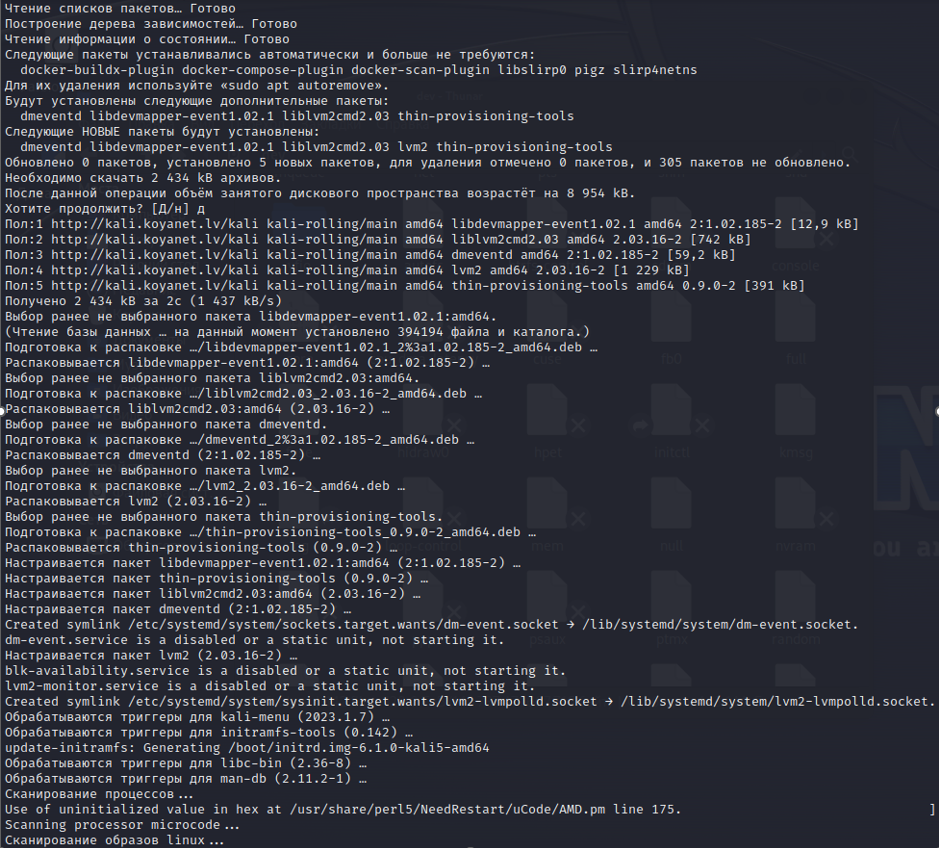 Чтение списков пакетов… Готово
Построение дерева зависимостей… Готово
Чтение информации о состоянии… Готово
Следующие пакеты устанавливались автоматически и больше не требуются:
  docker-buildx-plugin docker-compose-plugin docker-scan-plugin libslirp0 pigz slirp4netns
Для их удаления используйте «sudo apt autoremove».
Будут установлены следующие дополнительные пакеты:
  dmeventd libdevmapper-event1.02.1 liblvm2cmd2.03 thin-provisioning-tools
Следующие НОВЫЕ пакеты будут установлены:
  dmeventd libdevmapper-event1.02.1 liblvm2cmd2.03 lvm2 thin-provisioning-tools
Обновлено 0 пакетов, установлено 5 новых пакетов, для удаления отмечено 0 пакетов, и 305 пакетов не обновлено.
Необходимо скачать 2 434 kB архивов.
После данной операции объём занятого дискового пространства возрастёт на 8 954 kB.
Хотите продолжить? [Д/н] д
Пол:1 http://kali.koyanet.lv/kali kali-rolling/main amd64 libdevmapper-event1.02.1 amd64 2:1.02.185-2 [12,9 kB]
Пол:2 http://kali.koyanet.lv/kali kali-rolling/main amd64 liblvm2cmd2.03 amd64 2.03.16-2 [742 kB]
Пол:3 http://kali.koyanet.lv/kali kali-rolling/main amd64 dmeventd amd64 2:1.02.185-2 [59,2 kB]
Пол:4 http://kali.koyanet.lv/kali kali-rolling/main amd64 lvm2 amd64 2.03.16-2 [1 229 kB]
Пол:5 http://kali.koyanet.lv/kali kali-rolling/main amd64 thin-provisioning-tools amd64 0.9.0-2 [391 kB]
Получено 2 434 kB за 2с (1 437 kB/s)
Выбор ранее не выбранного пакета libdevmapper-event1.02.1:amd64.
(Чтение базы данных … на данный момент установлено 394194 файла и каталога.)
Подготовка к распаковке …/libdevmapper-event1.02.1_2%3a1.02.185-2_amd64.deb …
Распаковывается libdevmapper-event1.02.1:amd64 (2:1.02.185-2) …
Выбор ранее не выбранного пакета liblvm2cmd2.03:amd64.
Подготовка к распаковке …/liblvm2cmd2.03_2.03.16-2_amd64.deb …
Распаковывается liblvm2cmd2.03:amd64 (2.03.16-2) …
Выбор ранее не выбранного пакета dmeventd.
Подготовка к распаковке …/dmeventd_2%3a1.02.185-2_amd64.deb …
Распаковывается dmeventd (2:1.02.185-2) …
Выбор ранее не выбранного пакета lvm2.
Подготовка к распаковке …/lvm2_2.03.16-2_amd64.deb …
Распаковывается lvm2 (2.03.16-2) …
Выбор ранее не выбранного пакета thin-provisioning-tools.
Подготовка к распаковке …/thin-provisioning-tools_0.9.0-2_amd64.deb …
Распаковывается thin-provisioning-tools (0.9.0-2) …
Настраивается пакет libdevmapper-event1.02.1:amd64 (2:1.02.185-2) …
Настраивается пакет thin-provisioning-tools (0.9.0-2) …
Настраивается пакет liblvm2cmd2.03:amd64 (2.03.16-2) …
Настраивается пакет dmeventd (2:1.02.185-2) …
Created symlink /etc/systemd/system/sockets.target.wants/dm-event.socket → /lib/systemd/system/dm-event.socket.
dm-event.service is a disabled or a static unit, not starting it.
Настраивается пакет lvm2 (2.03.16-2) …
blk-availability.service is a disabled or a static unit, not starting it.
lvm2-monitor.service is a disabled or a static unit, not starting it.
Created symlink /etc/systemd/system/sysinit.target.wants/lvm2-lvmpolld.socket → /lib/systemd/system/lvm2-lvmpolld.socket.
Обрабатываются триггеры для kali-menu (2023.1.7) …
Обрабатываются триггеры для initramfs-tools (0.142) …
update-initramfs: Generating /boot/initrd.img-6.1.0-kali5-amd64
Обрабатываются триггеры для libc-bin (2.36-8) …
Обрабатываются триггеры для man-db (2.11.2-1) …
Сканирование процессов...
Use of uninitialized value in hex at /usr/share/perl5/NeedRestart/uCode/AMD.pm line 175. ]
Scanning processor microcode...
Сканирование образов linux...